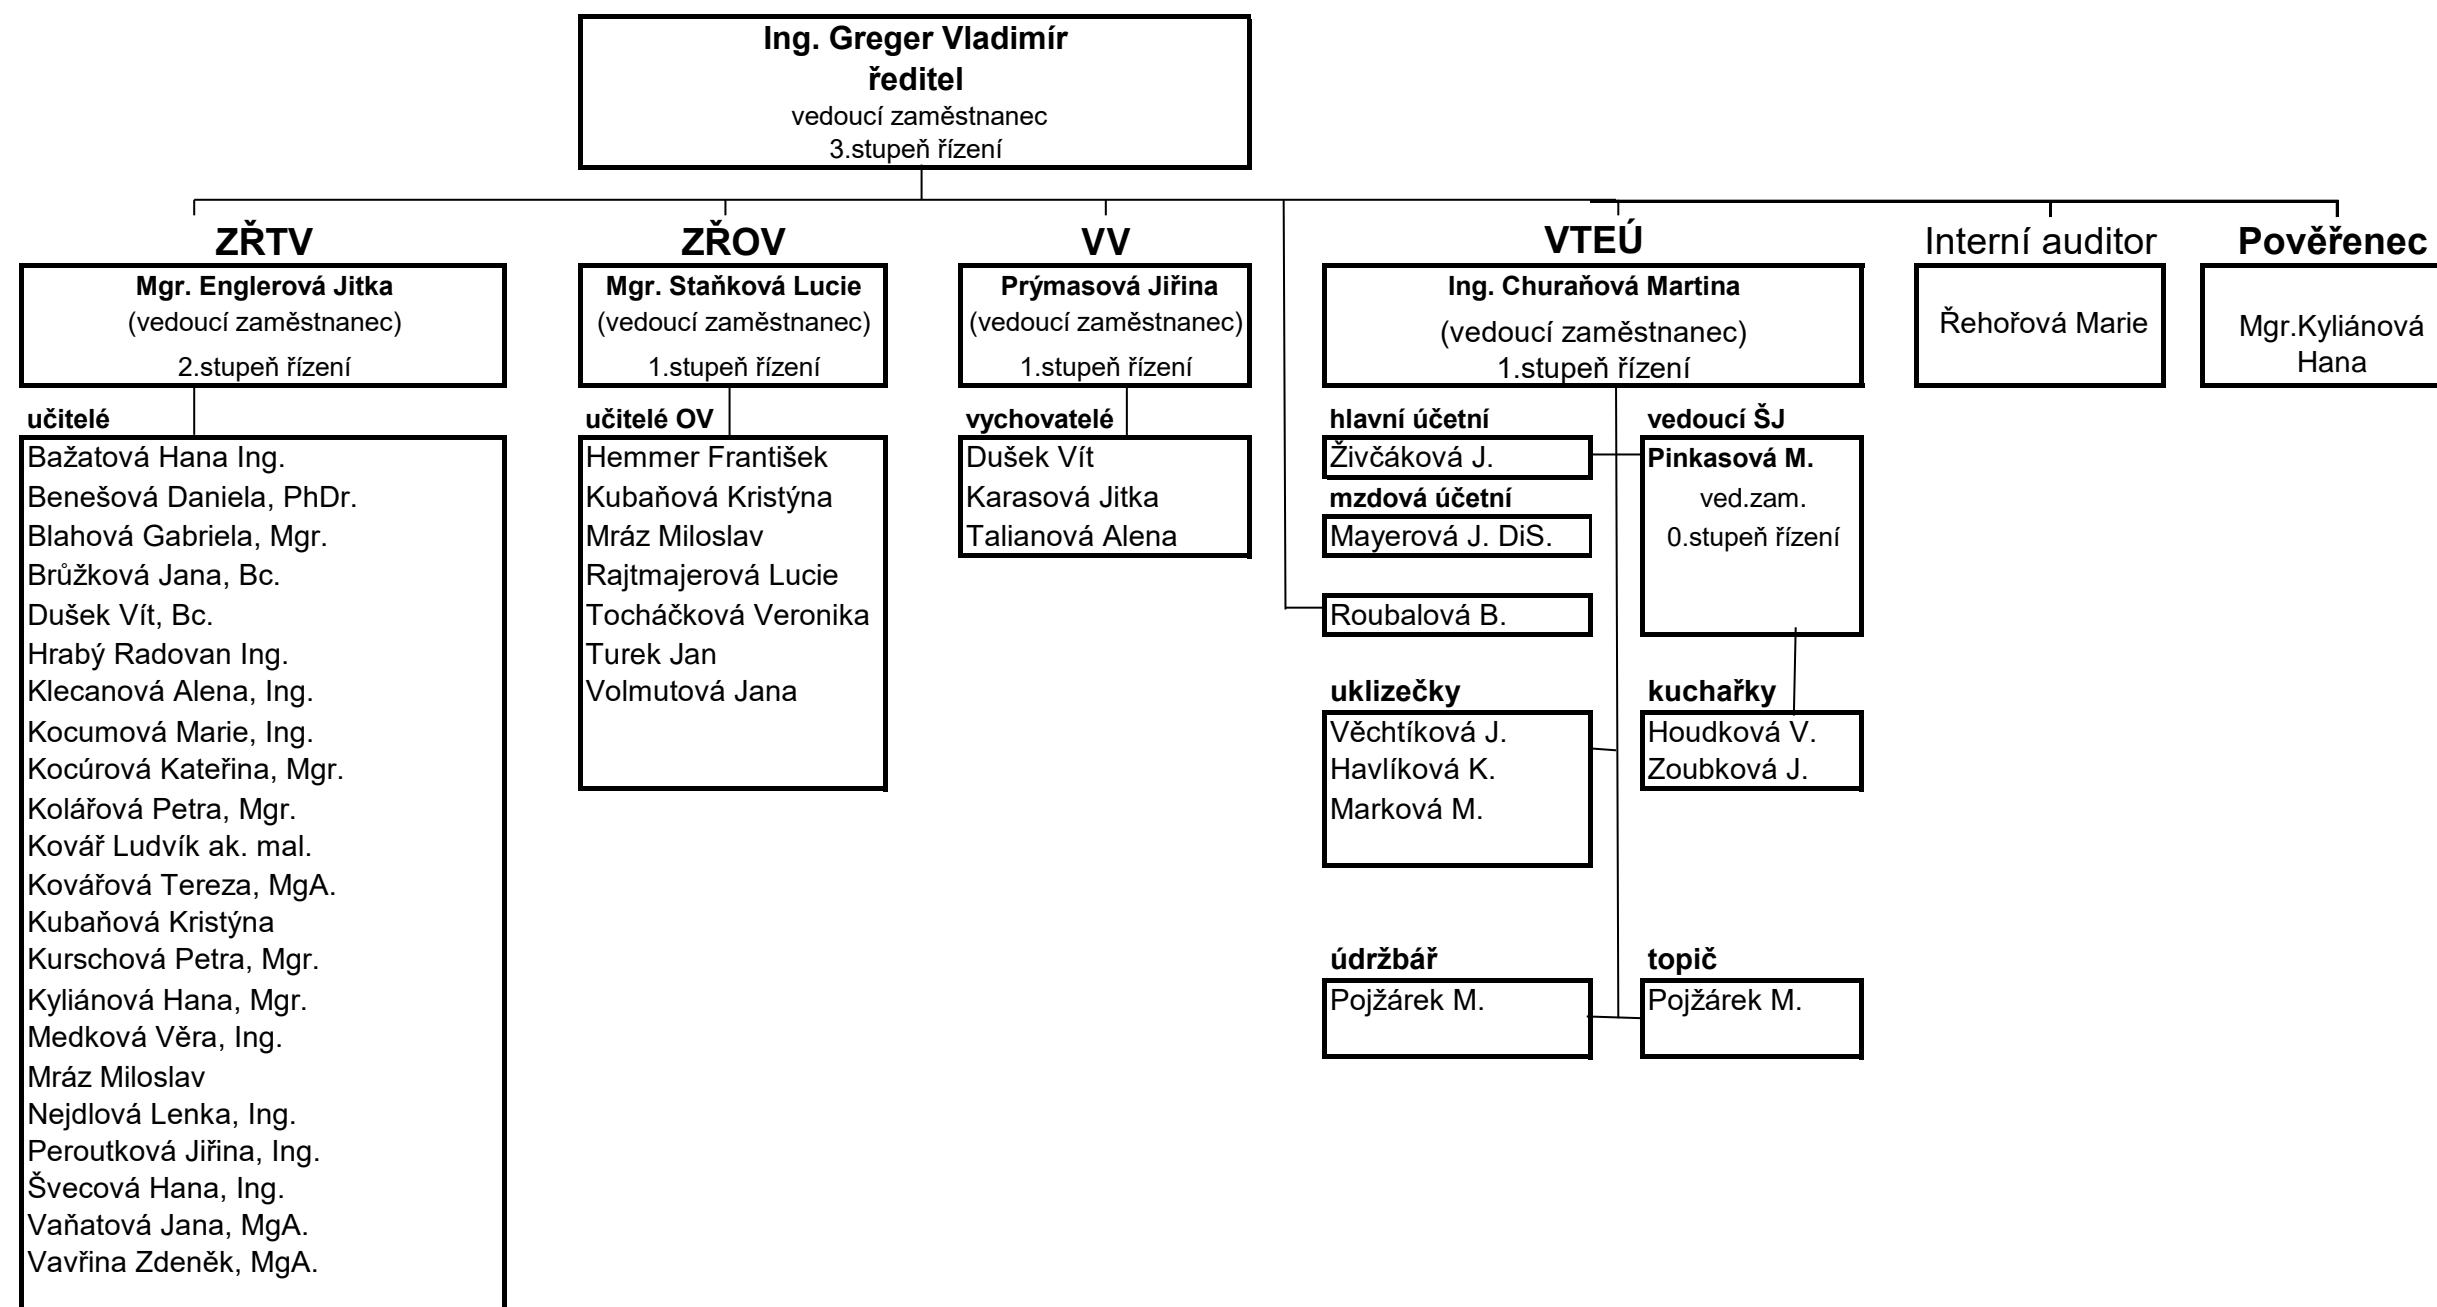 Ing. Greger Vladimír
ředitel
vedoucí zaměstnanec
3.stupeň řízení
ZŘTV
Mgr. Englerová Jitka
(vedoucí zaměstnanec)
2.stupeň řízení
učitelé
Bažatová Hana Ing.
Benešová Daniela, PhDr.
Blahová Gabriela, Mgr.
Brůžková Jana, Bc.
Dušek Vít, Bc.
Hrabý Radovan Ing.
Klecanová Alena, Ing.
Kocumová Marie, Ing.
Kocúrová Kateřina, Mgr.
Kolářová Petra, Mgr.
Kovář Ludvík ak. mal.
Kovářová Tereza, MgA.
Kubaňová Kristýna
Kurschová Petra, Mgr.
Kyliánová Hana, Mgr.
Medková Věra, Ing.
Mráz Miloslav
Nejdlová Lenka, Ing.
Peroutková Jiřina, Ing.
Švecová Hana, Ing.
Vaňatová Jana, MgA.
Vavřina Zdeněk, MgA.
ZŘOV
Mgr. Staňková Lucie
(vedoucí zaměstnanec)
1.stupeň řízení
učitelé OV
Hemmer František
Kubaňová Kristýna
Mráz Miloslav
Rajtmajerová Lucie
Tocháčková Veronika
Turek Jan
Volmutová Jana
VV
Prýmasová Jiřina
(vedoucí zaměstnanec)
1.stupeň řízení
vychovatelé
Dušek Vít
Karasová Jitka
Talianová Alena
VTEÚ
Ing. Churaňová Martina
(vedoucí zaměstnanec)
1.stupeň řízení
hlavní účetní
Živčáková J.
mzdová účetní
Mayerová J. DiS.
Roubalová B.
vedoucí ŠJ
Pinkasová M.
ved.zam.
0.stupeň řízení
uklizečky
Věchtíková J.
Havlíková K.
Marková M.
kuchařky
Houdková V.
Zoubková J.
údržbář
Pojžárek M.
topič
Pojžárek M.
Interní auditor
Řehořová Marie
Pověřenec
Mgr.Kyliánová
Hana